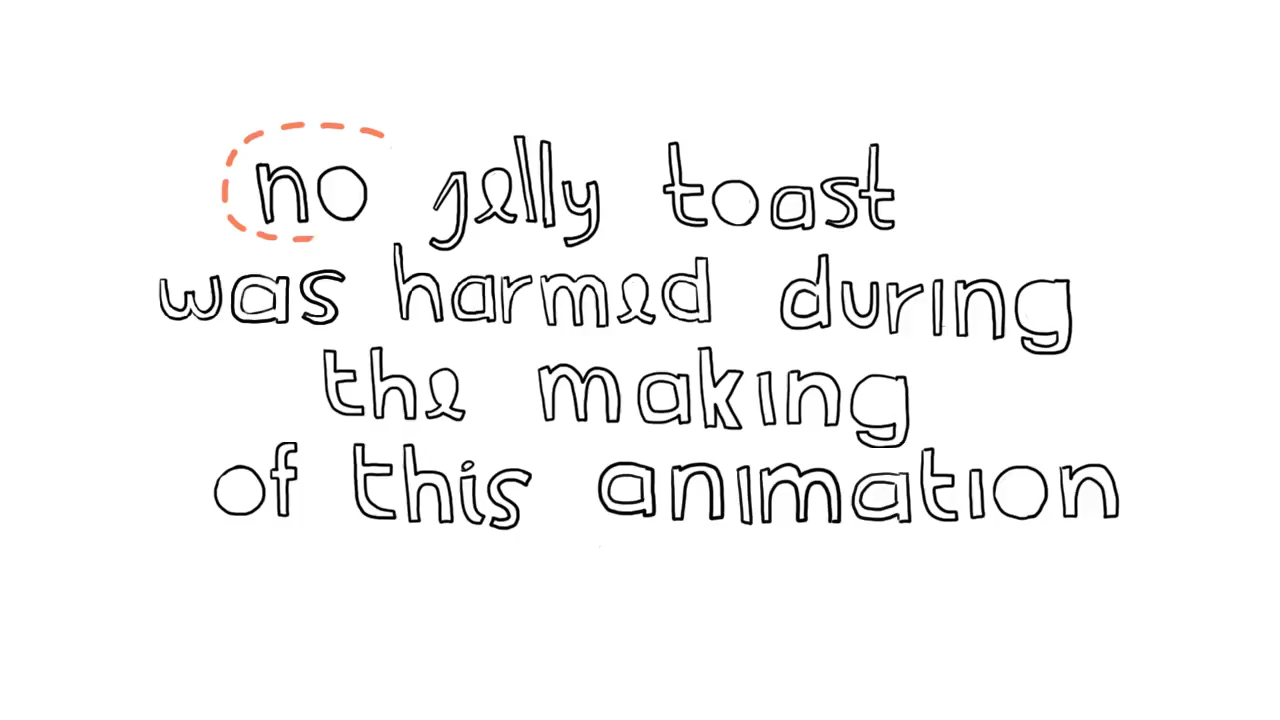 no jelly toast
was harmed during
the making
of this animation